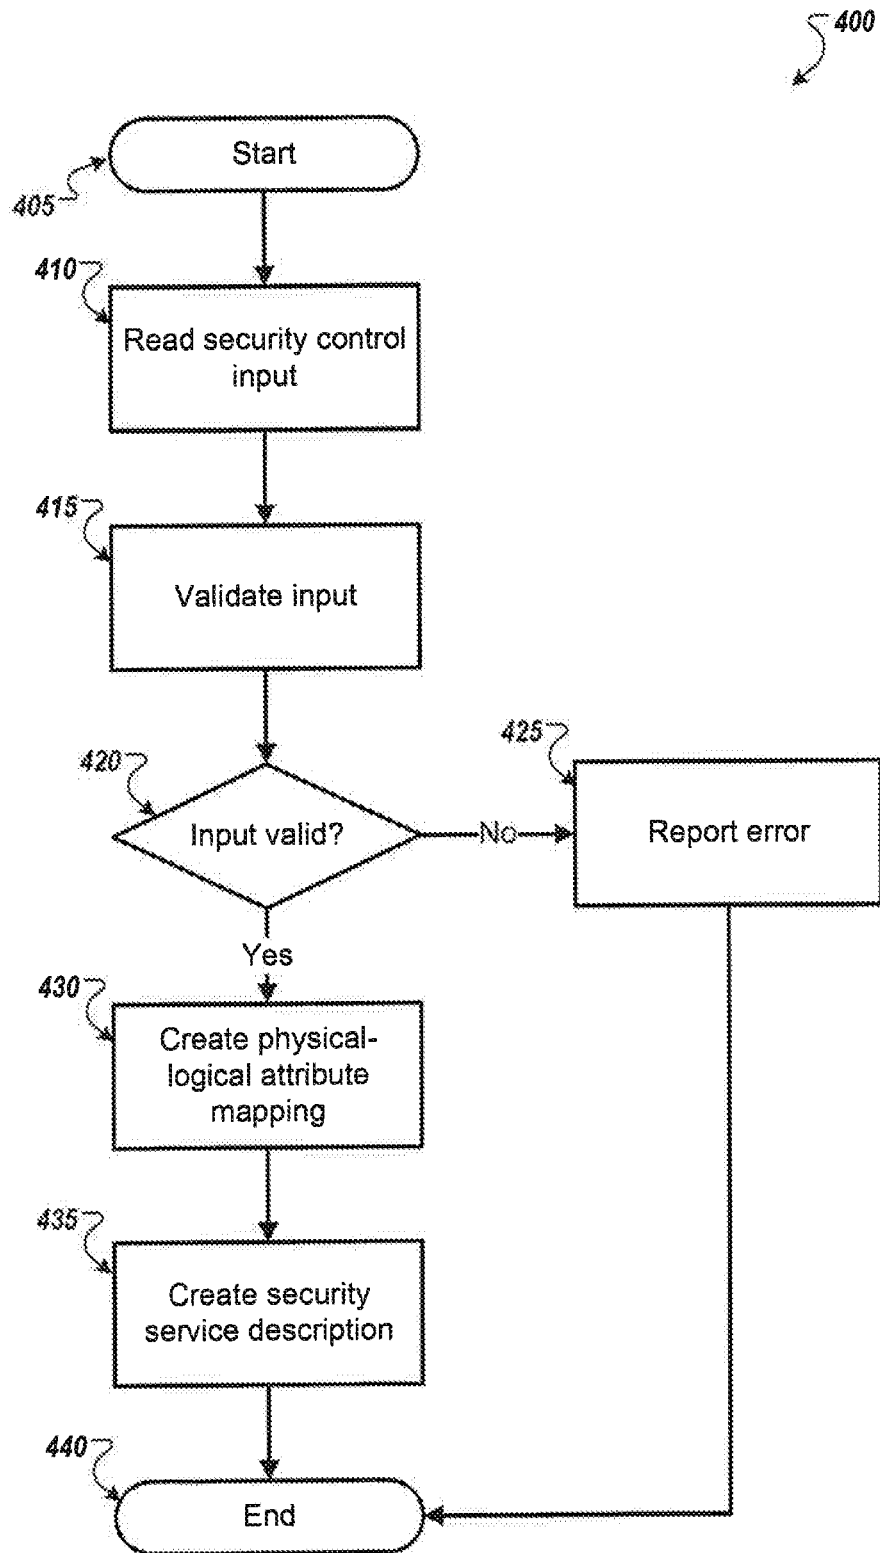 400
Start
405
410
Read security control
input
415
Validate input
420
Input valid?
No
425
Report error
Yes
430
Create physical-
logical attribute
mapping
435
Create security
service description
440
End